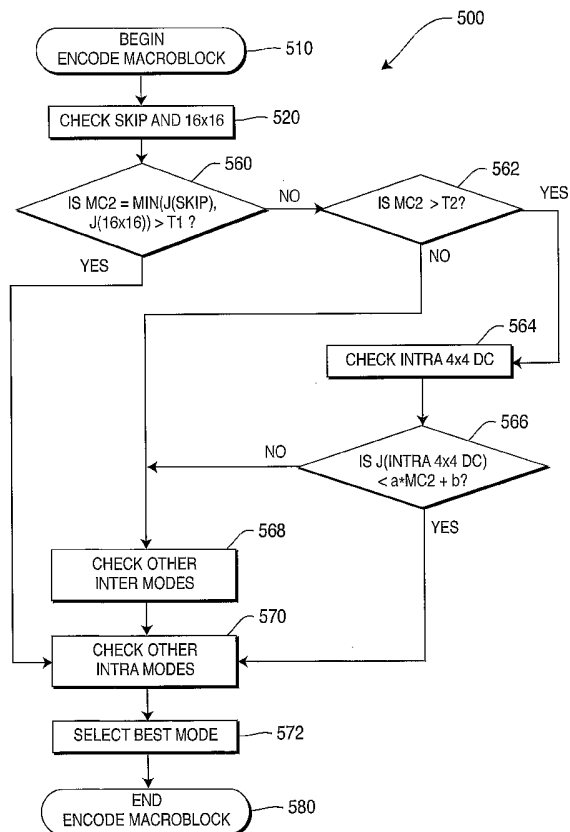 500
BEGIN
ENCODE MACROBLOCK
510
CHECK SKIP AND 16x16
520
560
IS MC2 = MIN(J(SKIP),
J(16x16)) > T1 ?
NO
YES
562
IS MC2 > T2?
YES
NO
564
CHECK INTRA 4x4 DC
566
IS J(INTRA 4x4 DC)
< a*MC2 + b?
NO
YES
568
CHECK OTHER
INTER MODES
570
CHECK OTHER
INTRA MODES
SELECT BEST MODE
572
END
ENCODE MACROBLOCK
580